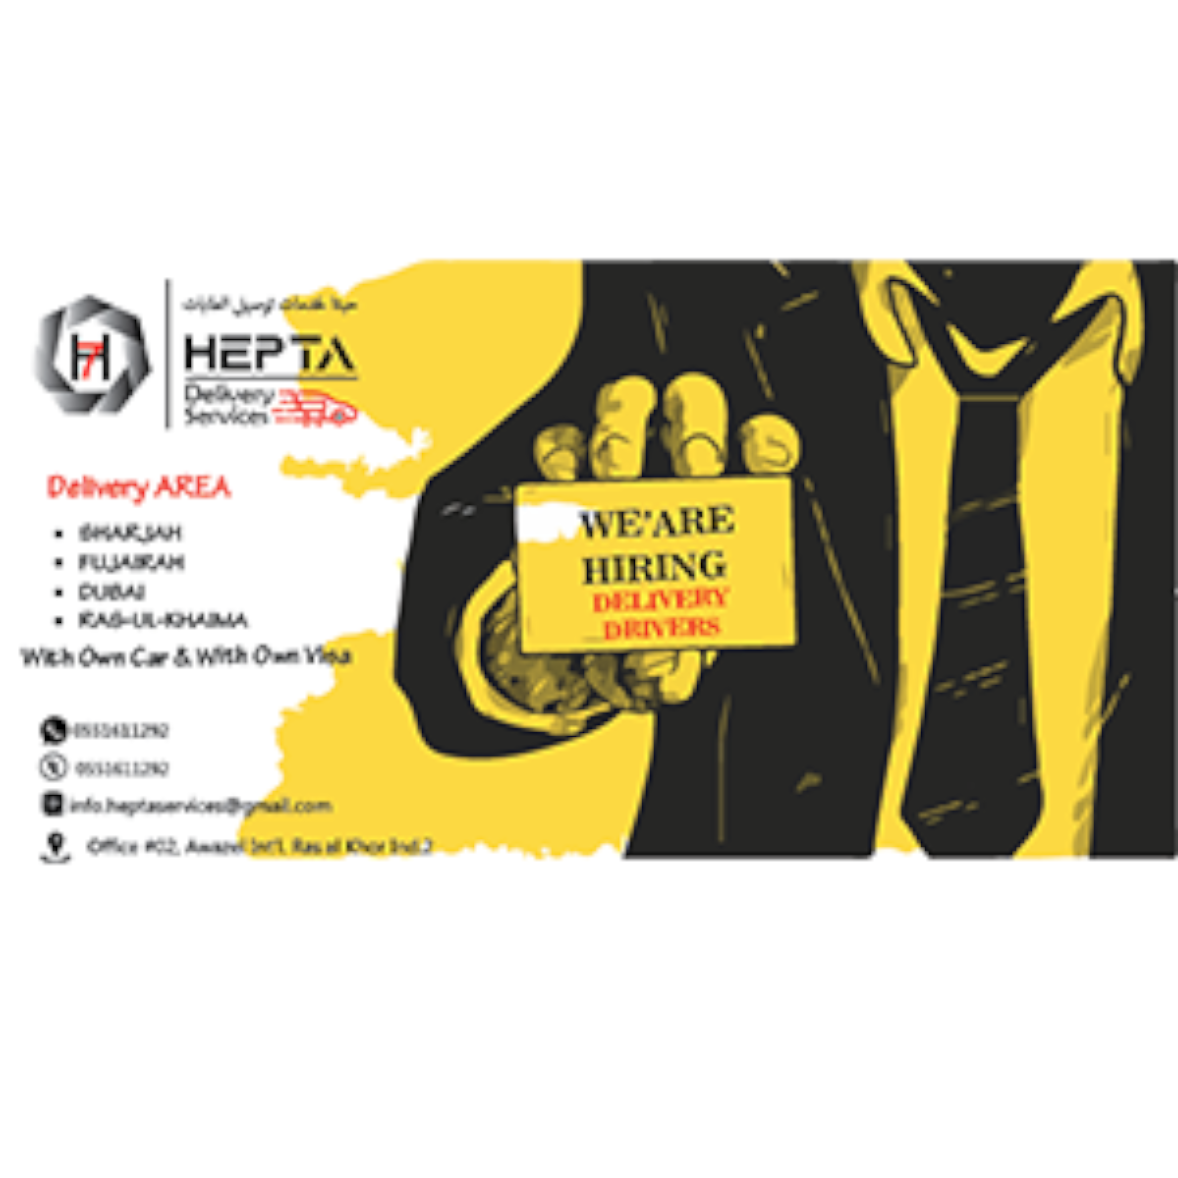 هبتا لخدمات توصيل الطلبات
HEPTA
Delivery
Services
H7
Delivery AREA
SHARJAH
FUJAIRAH
DUBAI
RAS-UL-KHAIMA
With Own Car & With Own Visa
0551611292
0551611292
info.heptaservices@gmail.com
Office #02, Int'l, Ras al Khor Ind.2
WE'ARE
HIRING
DELIVERY
DRIVERS